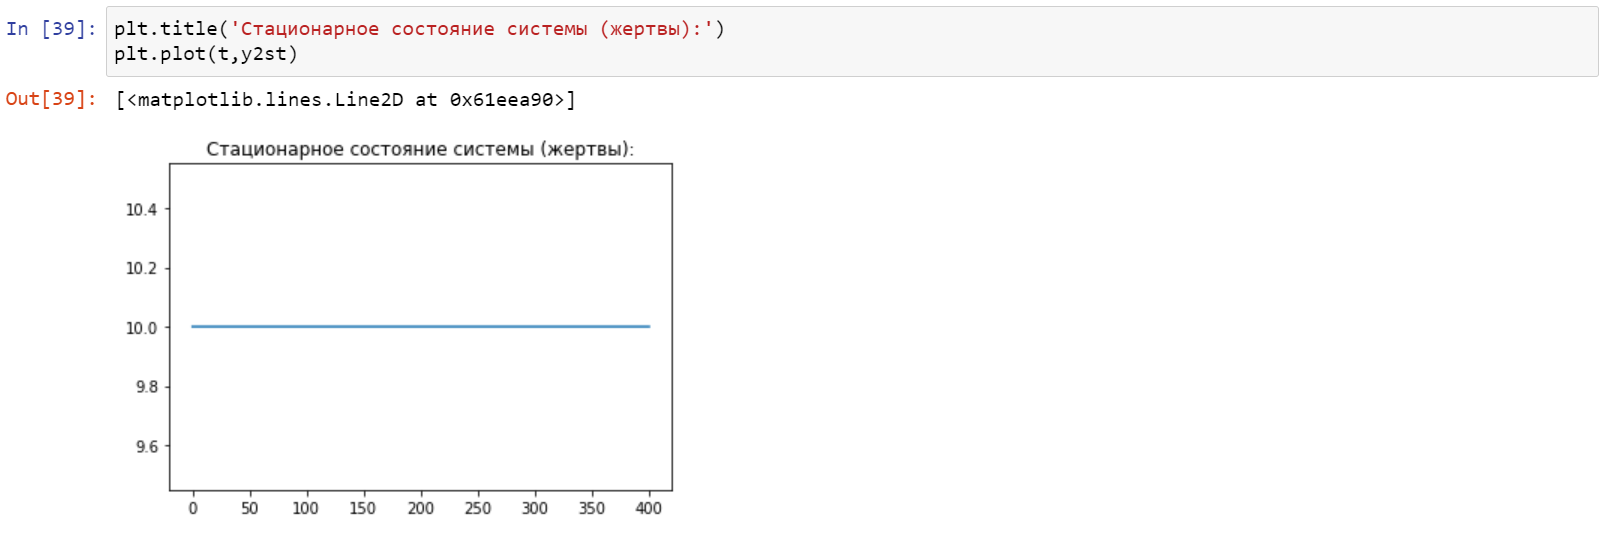 In [39]: plt.title('Стационарное состояние системы (жертвы):')
plt.plot(t,y2st)
Out[39]: [<matplotlib.lines.Line2D at 0x61eea90>]
Стационарное состояние системы (жертвы):
10.4
10.2
10.0
9.8
9.6
0 50 100 150 200 250 300 350 400